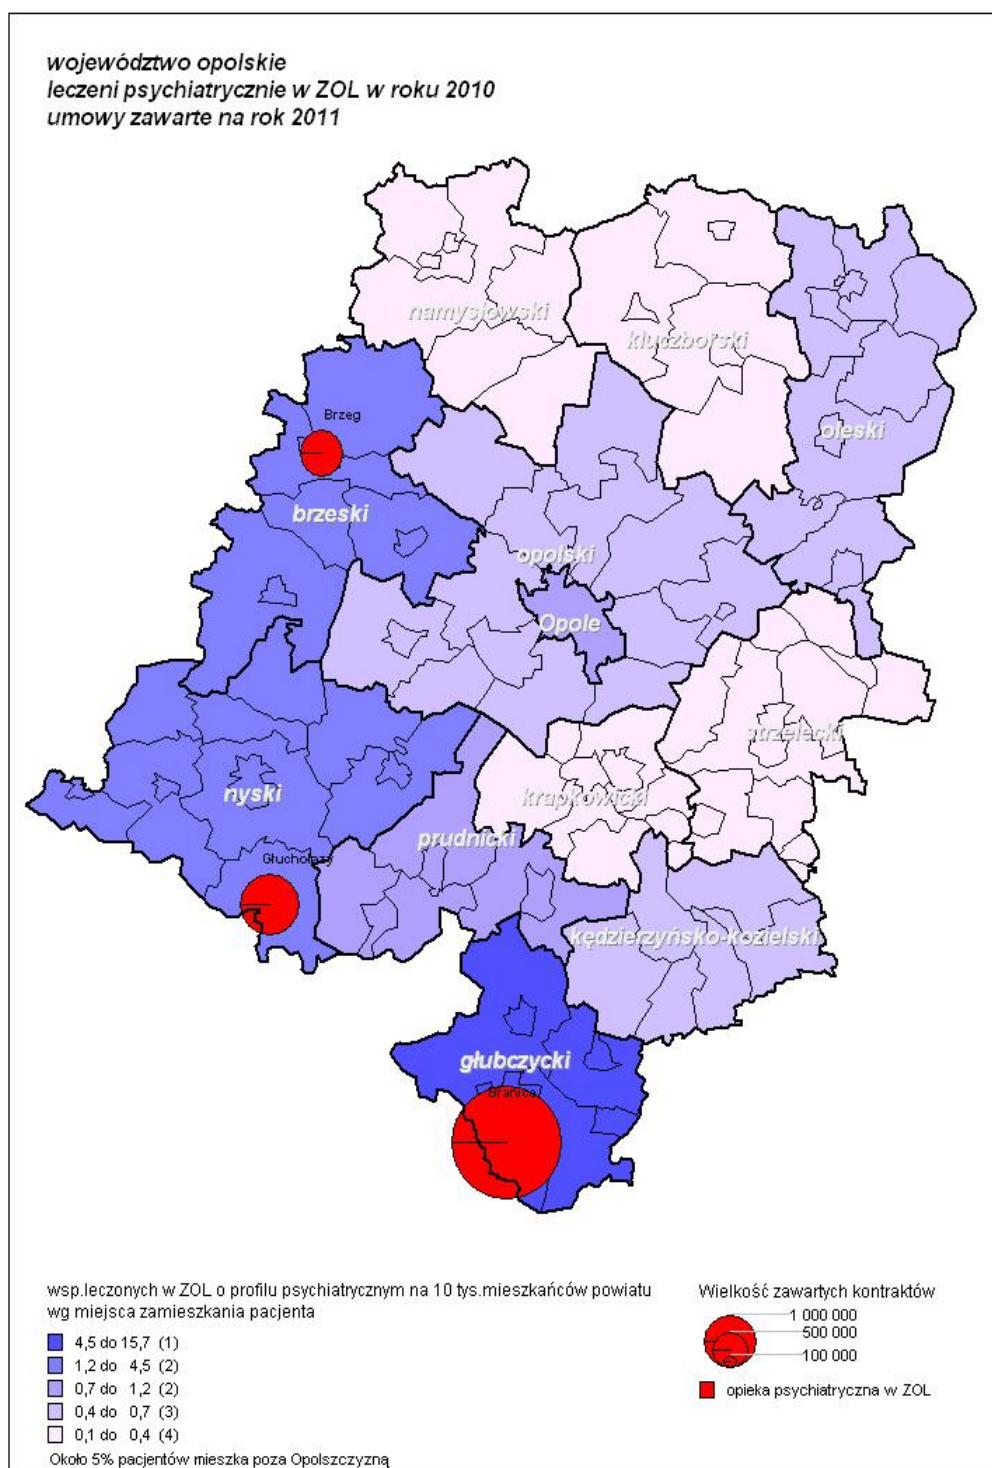 województwo opolskie
leczeni psychiatrycznie w ZOL w roku 2010
umowy zawarte na rok 2011
namysłowski
kluczborski
oleski
Brzeg
brzeski
opolski
Opole
strzelecki
nyski
krapkowicki
prudnicki
Głuchołazy
kędzierzyńsko-kozielski
głubczycki
Branice
wsp.leczonych w ZOL o profilu psychiatrycznym na 10 tys.mieszkańców powiatu
wg miejsca zamieszkania pacjenta
4,5 do 15,7 (1)
1,2 do 4,5 (2)
0,7 do 1,2 (2)
0,4 do 0,7 (3)
0,1 do 0,4 (4)
Około 5% pacjentów mieszka poza Opolszczyzną
Wielkość zawartych kontraktów
1 000 000
500 000
100 000
opieka psychiatryczna w ZOL